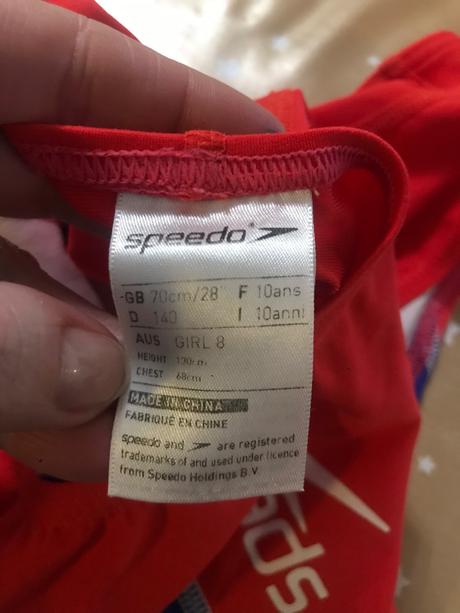 speedo
GB 70cm/28" F 10ans
D 140 I 10anni
AUS GIRL 8
HEIGHT 130cm
CHEST 68cm
MADE IN CHINA
FABRIQUÉ EN CHINE
speedo and are registered
trademarks of and used under licence
from Speedo Holdings B.V.
speedo